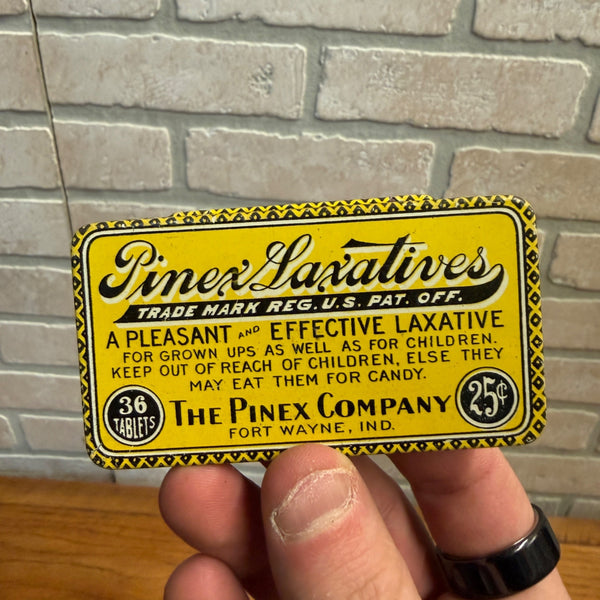 Pinex Laxatives
TRADE MARK REG. U.S. PAT. OFF.
A PLEASANT AND EFFECTIVE LAXATIVE
FOR GROWN UPS AS WELL AS FOR CHILDREN.
KEEP OUT OF REACH OF CHILDREN, ELSE THEY
MAY EAT THEM FOR CANDY.
36
TABLETS
THE PINEX COMPANY
FORT WAYNE, IND.
25¢